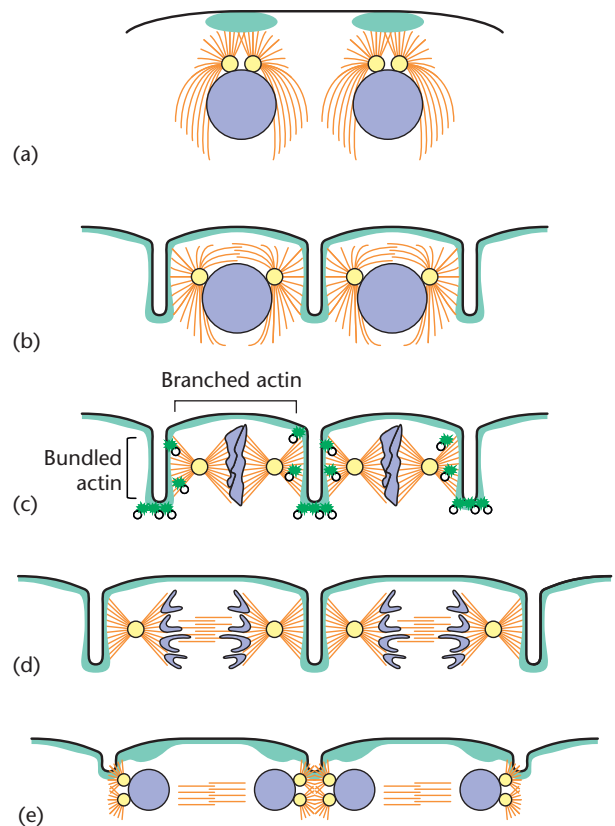 (a)
(b)
Branched actin
Bundled
actin
(c)
(d)
(e)